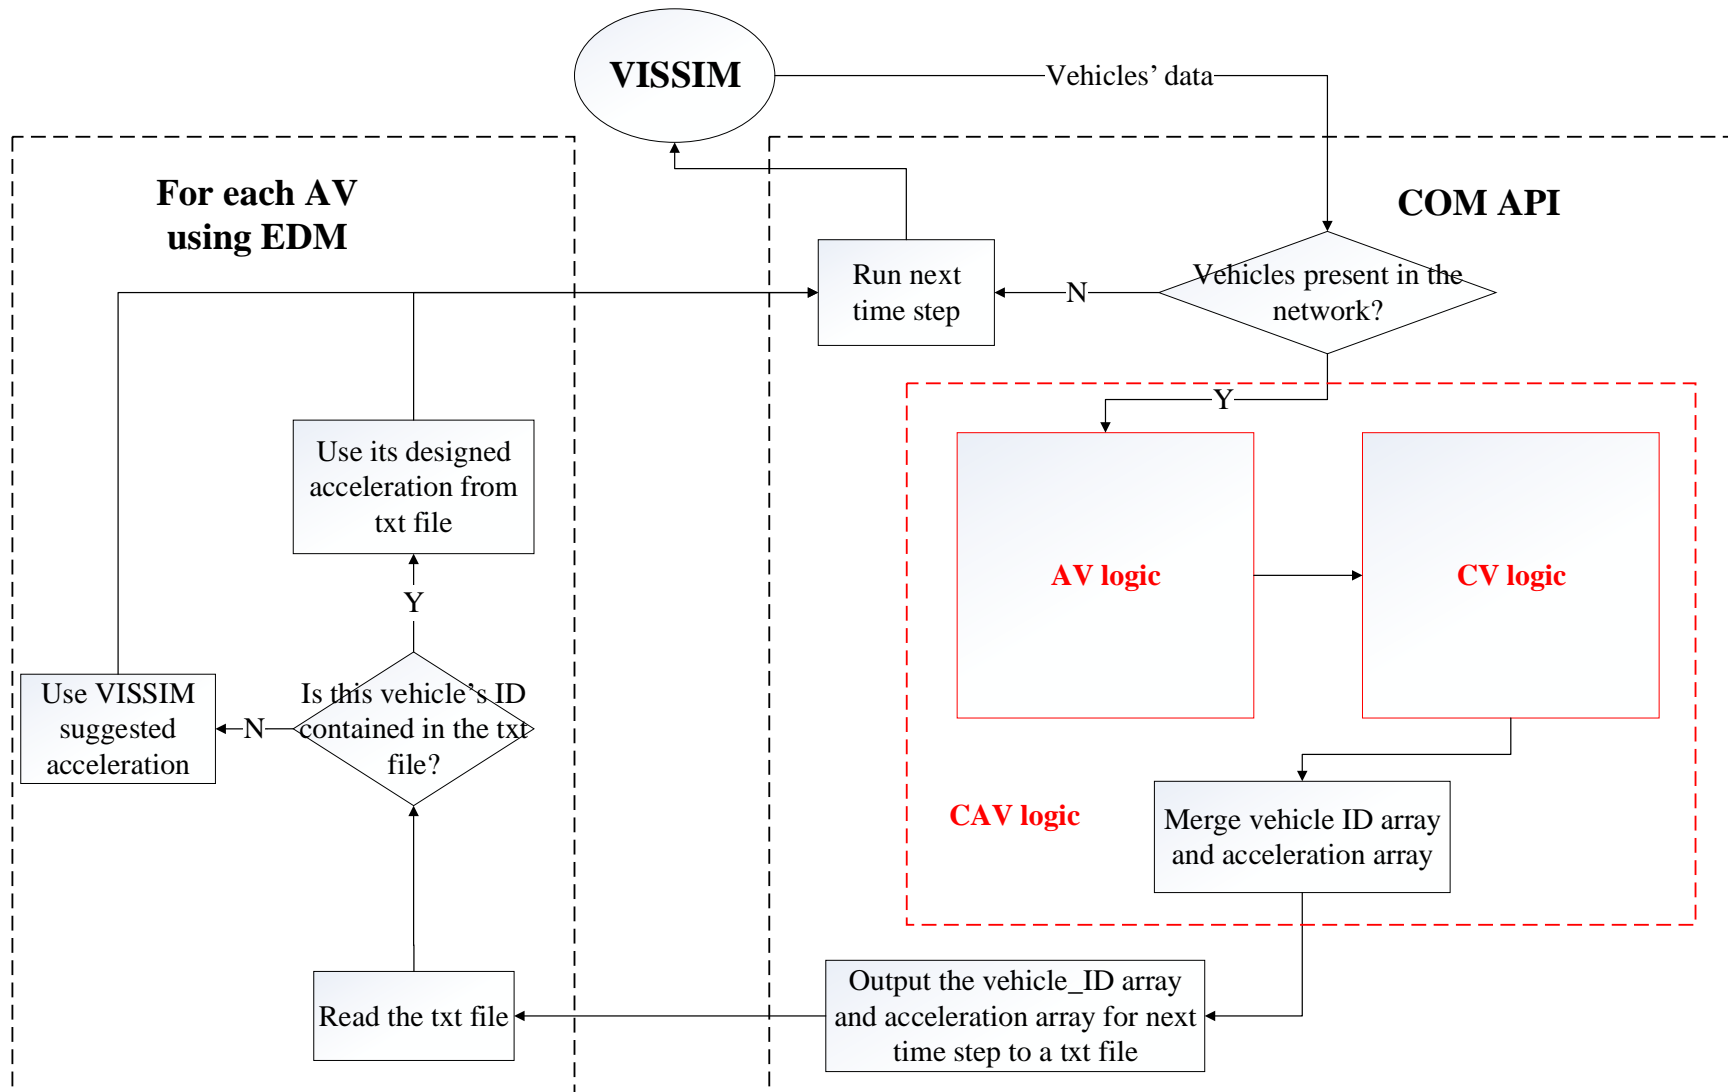 VISSIM
Vehicles’ data
For each AV
using EDM
COM API
Run next
time step
N
Vehicles present in the
network?
Y
Use its designed
acceleration from
txt file
AV logic
CV logic
Y
Use VISSIM
suggested
acceleration
N
Is this vehicle’s ID
contained in the txt
file?
CAV logic
Merge vehicle ID array
and acceleration array
Read the txt file
Output the vehicle_ID array
and acceleration array for next
time step to a txt file